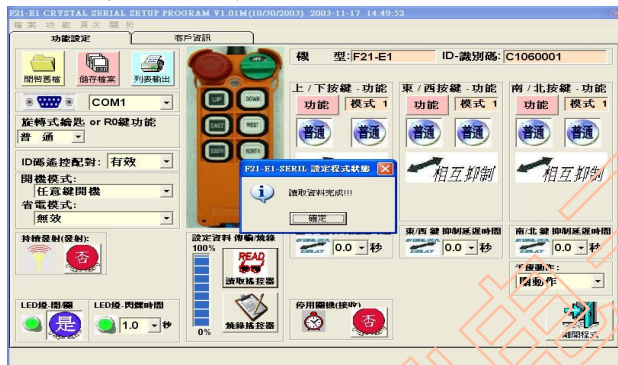 F21-E1 CRYSTAL SERIAL SETUP PROGRAM V1.01M(10/30/2003) 2003-11-17 14:49:52
檔案 功能 頁次 關於
功能設定 客戶資訊
開啟舊檔 儲存檔案 列表輸出
COM1
旋轉式鑰匙 or R0鍵功能
普通
ID碼遙控配對: 有效
開機模式:
任意鍵開機
省電模式:
無效
持續發射(發射):
否
LED燈-開/關 LED燈-閃爍時間
是 1.0 秒
UP DOWN
EAST WEST
SOUTH NORTH
設定資料 傳輸/燒錄
100%
READ
讀取搖控器
燒錄搖控器
0%
機 型: F21-E1 ID-識別碼: C1060001
上 / 下按鍵 - 功能 東 / 西按鍵 - 功能 南 / 北按鍵 - 功能
功能 模式 1 功能 模式 1 功能 模式 1
普通 普通 普通 普通 普通 普通
相互抑制 相互抑制
F21-E1-SERIL 設定程式狀態
讀取資料完成!!!
確定
東/西 鍵 抑制延遲時間 南/北 鍵 抑制延遲時間
0.0 秒 0.0 秒 0.0 秒
停用關機(接收)
否
離開程式